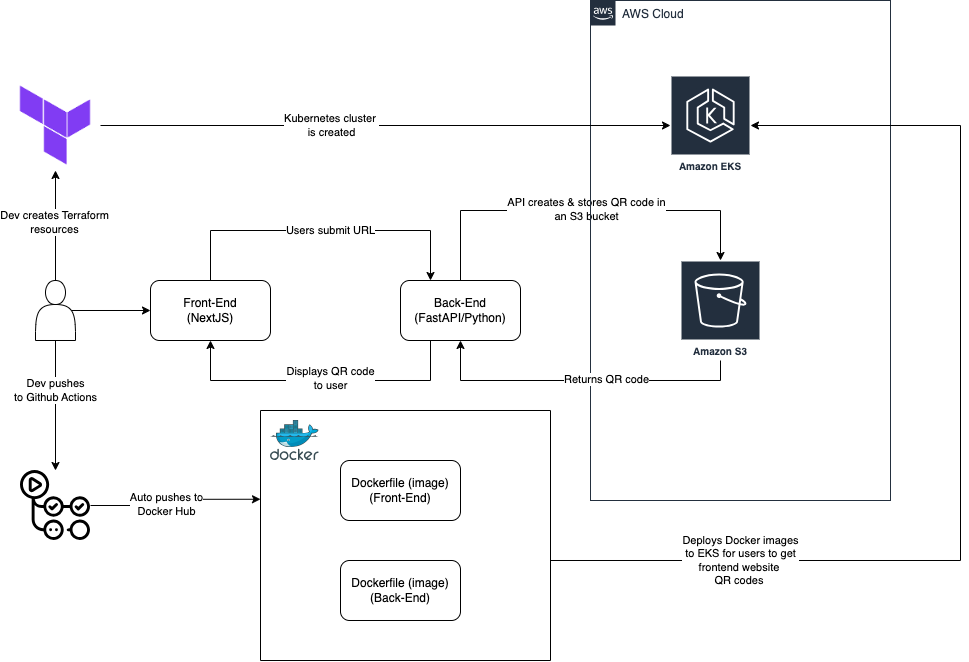 aws
AWS Cloud
Kubernetes cluster
is created
Amazon EKS
Dev creates Terraform
resources
API creates & stores QR code in
an S3 bucket
Users submit URL
Front-End
(NextJS)
Back-End
(FastAPI/Python)
Amazon S3
Displays QR code
to user
Returns QR code
Dev pushes
to Github Actions
docker
Dockerfile (image)
(Front-End)
Auto pushes to
Docker Hub
Deploys Docker images
to EKS for users to get
frontend website
QR codes
Dockerfile (image)
(Back-End)